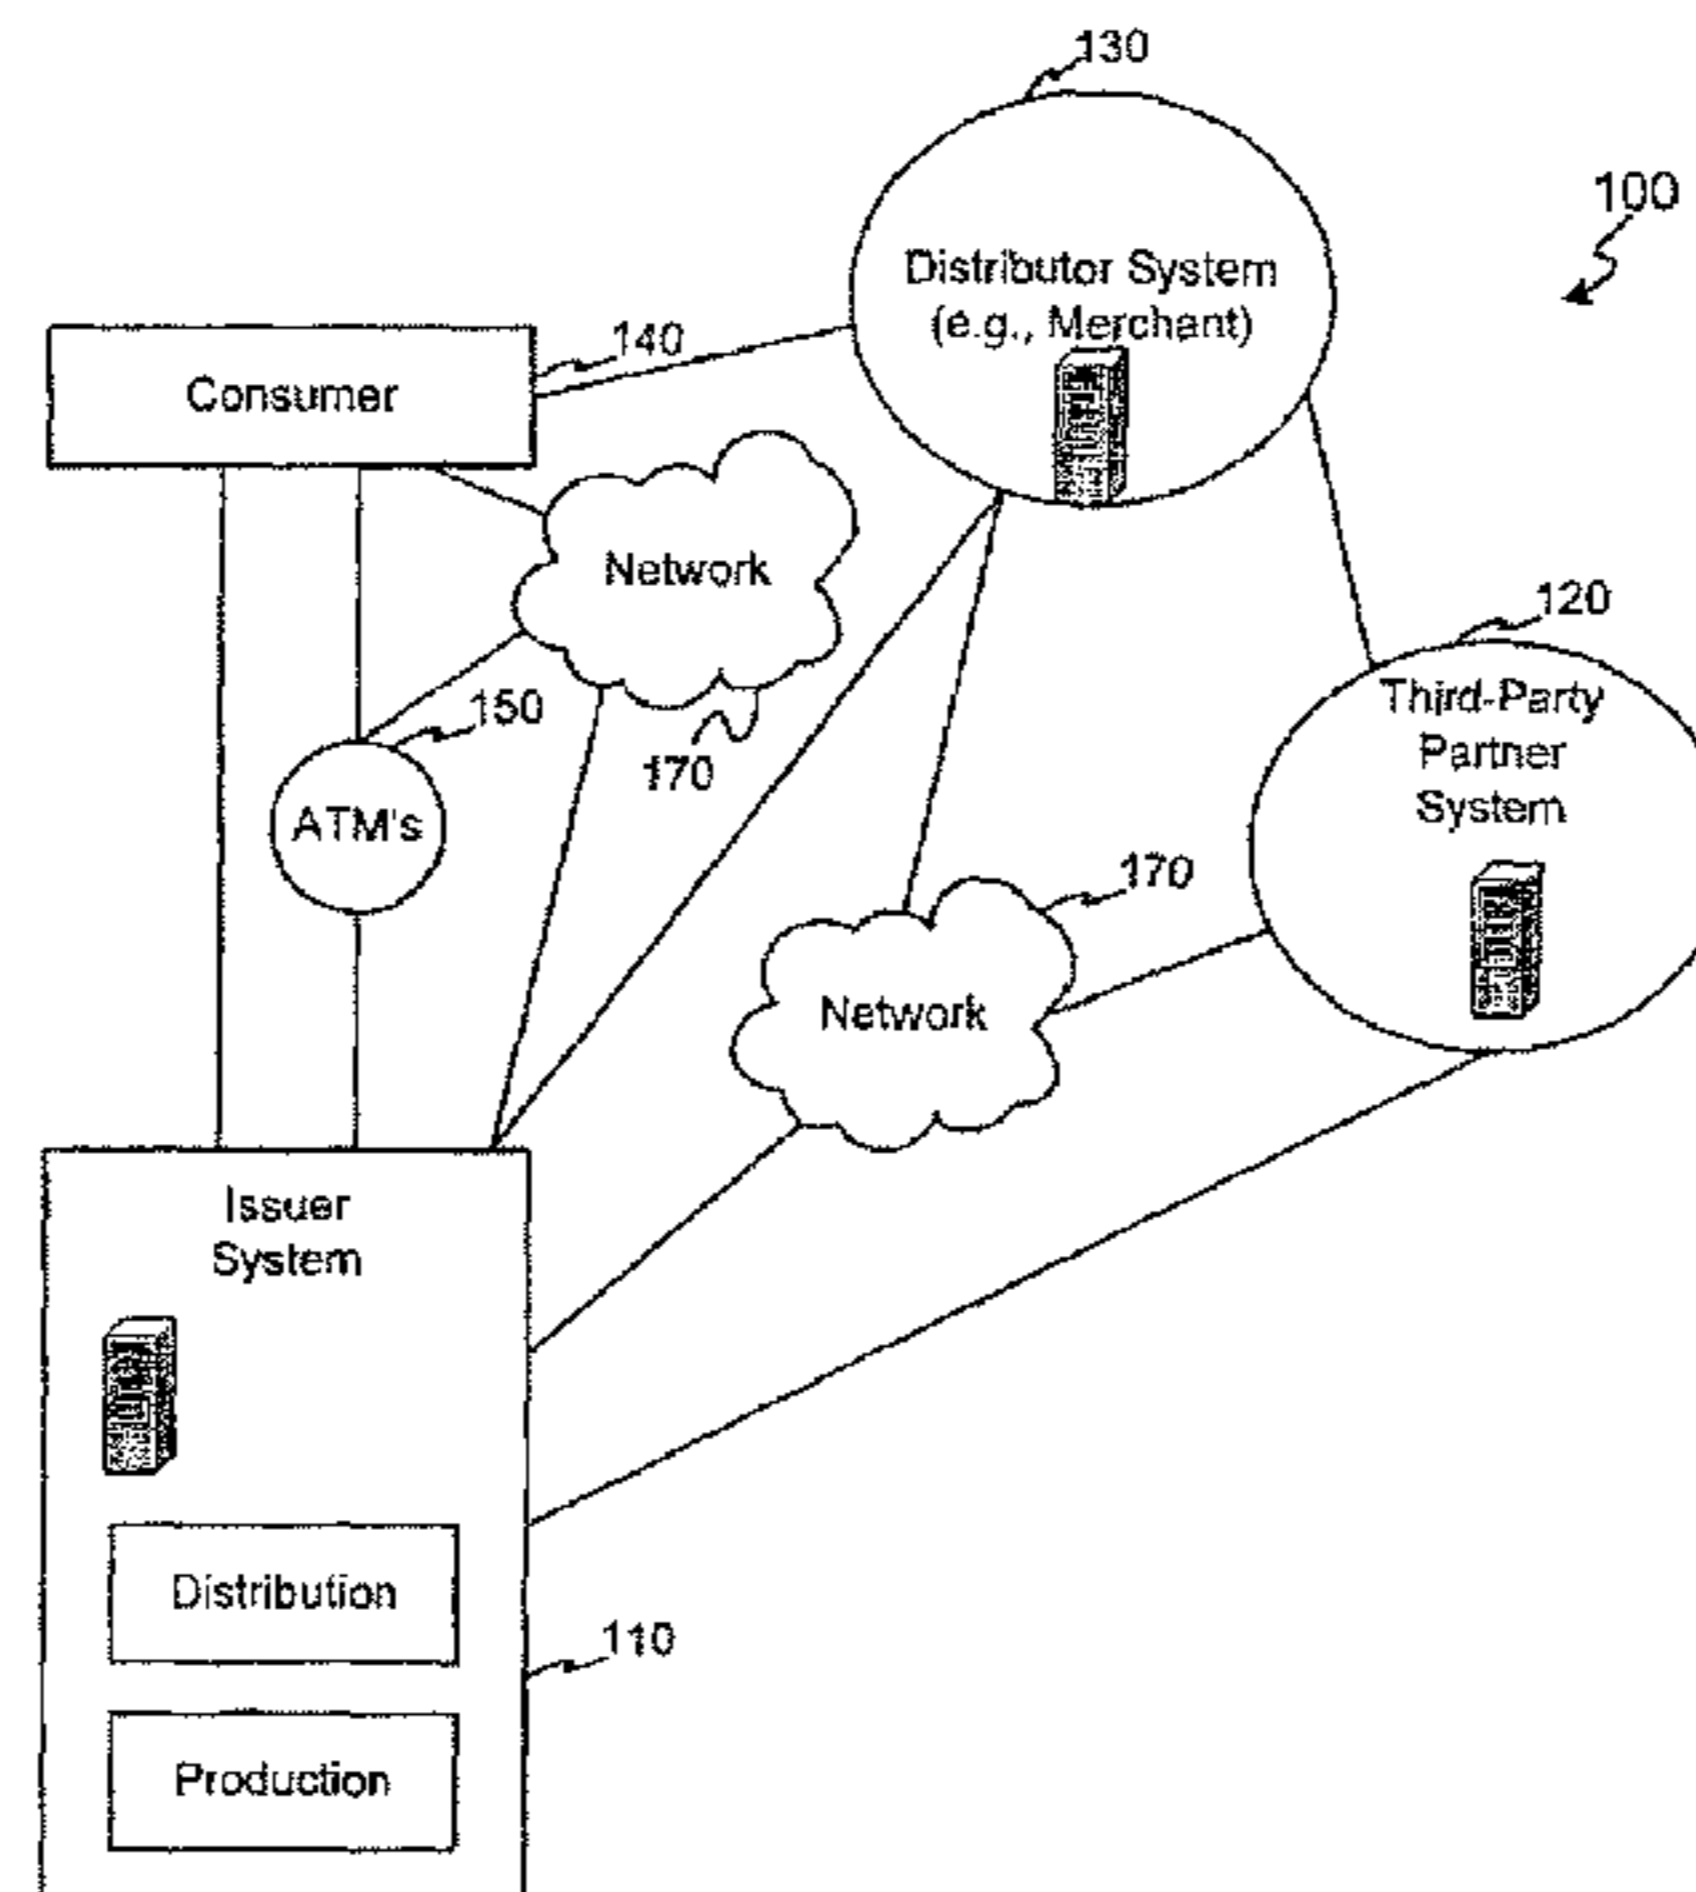 130
100
Distributor System
(e.g., Merchant)
140
Consumer
Network
120
Third-Party
Partner
System
150
170
ATM's
170
Network
Issuer
System
Distribution
110
Production